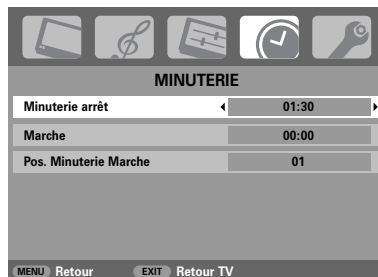 MINUTERIE
Minuterie arrêt 01:30
Marche 00:00
Pos. Minuterie Marche 01
MENU Retour EXIT Retour TV